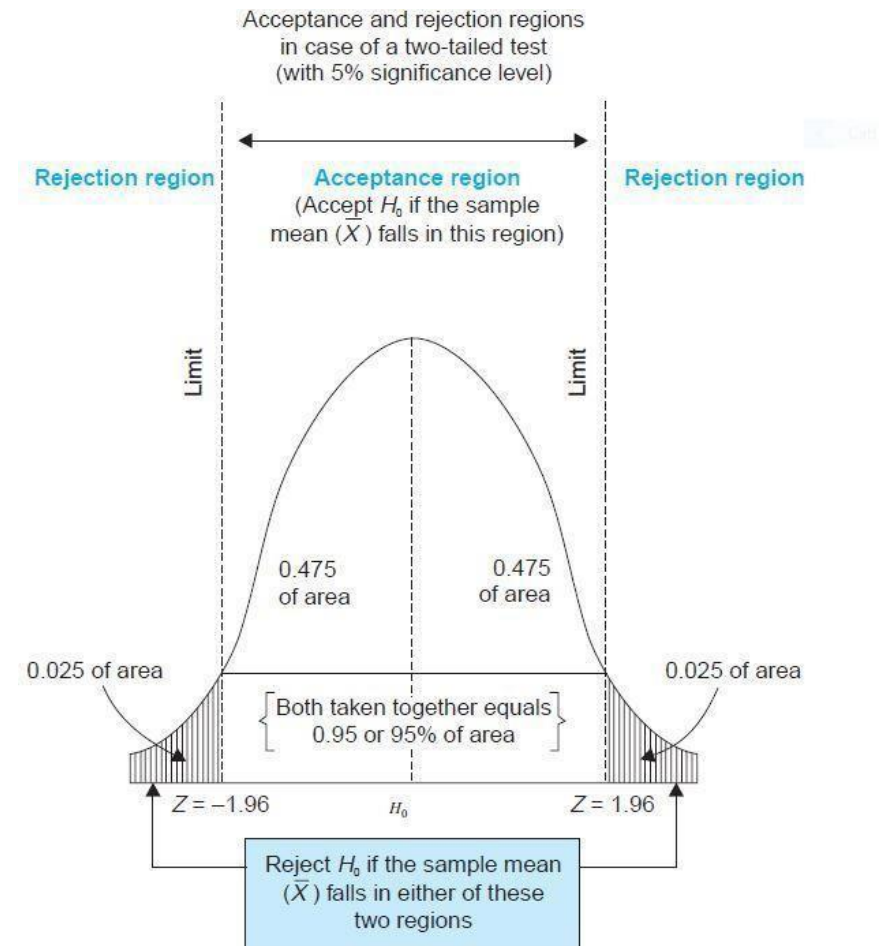 Acceptance and rejection regions
in case of a two-tailed test
(with 5% significance level)
Rejection region
Acceptance region
Rejection region
(Accept H₀ if the sample
mean (X̅) falls in this region)
Limit
Limit
0.475
of area
0.475
of area
0.025 of area
0.025 of area
Both taken together equals
0.95 or 95% of area
Z = –1.96
H₀
Z = 1.96
Reject H₀ if the sample mean
(X̅) falls in either of these
two regions